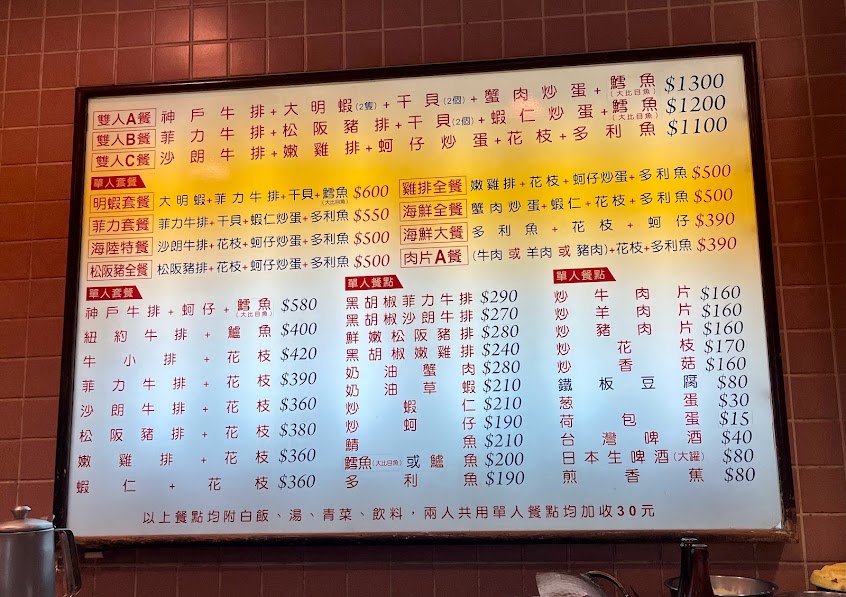 雙人A餐 神戶牛排+大明蝦(2隻)+干貝(2個)+蟹肉炒蛋+鱈魚(大比目魚) $1300
雙人B餐 菲力牛排+松阪豬排+干貝(2個)+蝦仁炒蛋+鱈魚(大比目魚) $1200
雙人C餐 沙朗牛排+嫩雞排+蚵仔炒蛋+花枝+多利魚 $1100
單人套餐
明蝦套餐 大明蝦+菲力牛排+干貝+鱈魚(大比目魚) $600
菲力套餐 菲力牛排+干貝+蝦仁炒蛋+多利魚 $550
海陸特餐 沙朗牛排+花枝+蚵仔炒蛋+多利魚 $500
松阪豬全餐 松阪豬排+花枝+蚵仔炒蛋+多利魚 $500
雞排全餐 嫩雞排+花枝+蚵仔炒蛋+多利魚 $500
海鮮全餐 蟹肉炒蛋+蝦仁+花枝+多利魚 $500
海鮮大餐 多利魚+花枝+蚵仔 $390
肉片A餐 (牛肉或羊肉或豬肉)+花枝+多利魚 $390
單人套餐
神戶牛排+蚵仔+鱈魚(大比目魚) $580
紐約牛排+鱸魚 $400
牛小排+花枝 $420
菲力牛排+花枝 $390
沙朗牛排+花枝 $360
松阪豬排+花枝 $380
嫩雞排+花枝 $360
蝦仁+花枝 $360
單人餐點
黑胡椒菲力牛排 $290
黑胡椒沙朗牛排 $270
鮮嫩松阪豬排 $280
黑胡椒嫩雞排 $240
奶油蟹肉 $280
奶油草蝦 $210
炒蝦仁 $210
炒蚵仔 $190
鯖魚 $210
鱈魚(大比目魚)或鱸魚 $200
多利魚 $190
單人餐點
炒牛肉片 $160
炒羊肉片 $160
炒豬肉片 $160
炒花枝 $170
炒香菇 $160
鐵板豆腐 $80
葱蛋 $30
荷包蛋 $15
台灣啤酒 $40
日本生啤酒(大罐) $80
煎香蕉 $80
以上餐點均附白飯、湯、青菜、飲料,兩人共用單人餐點均加收30元